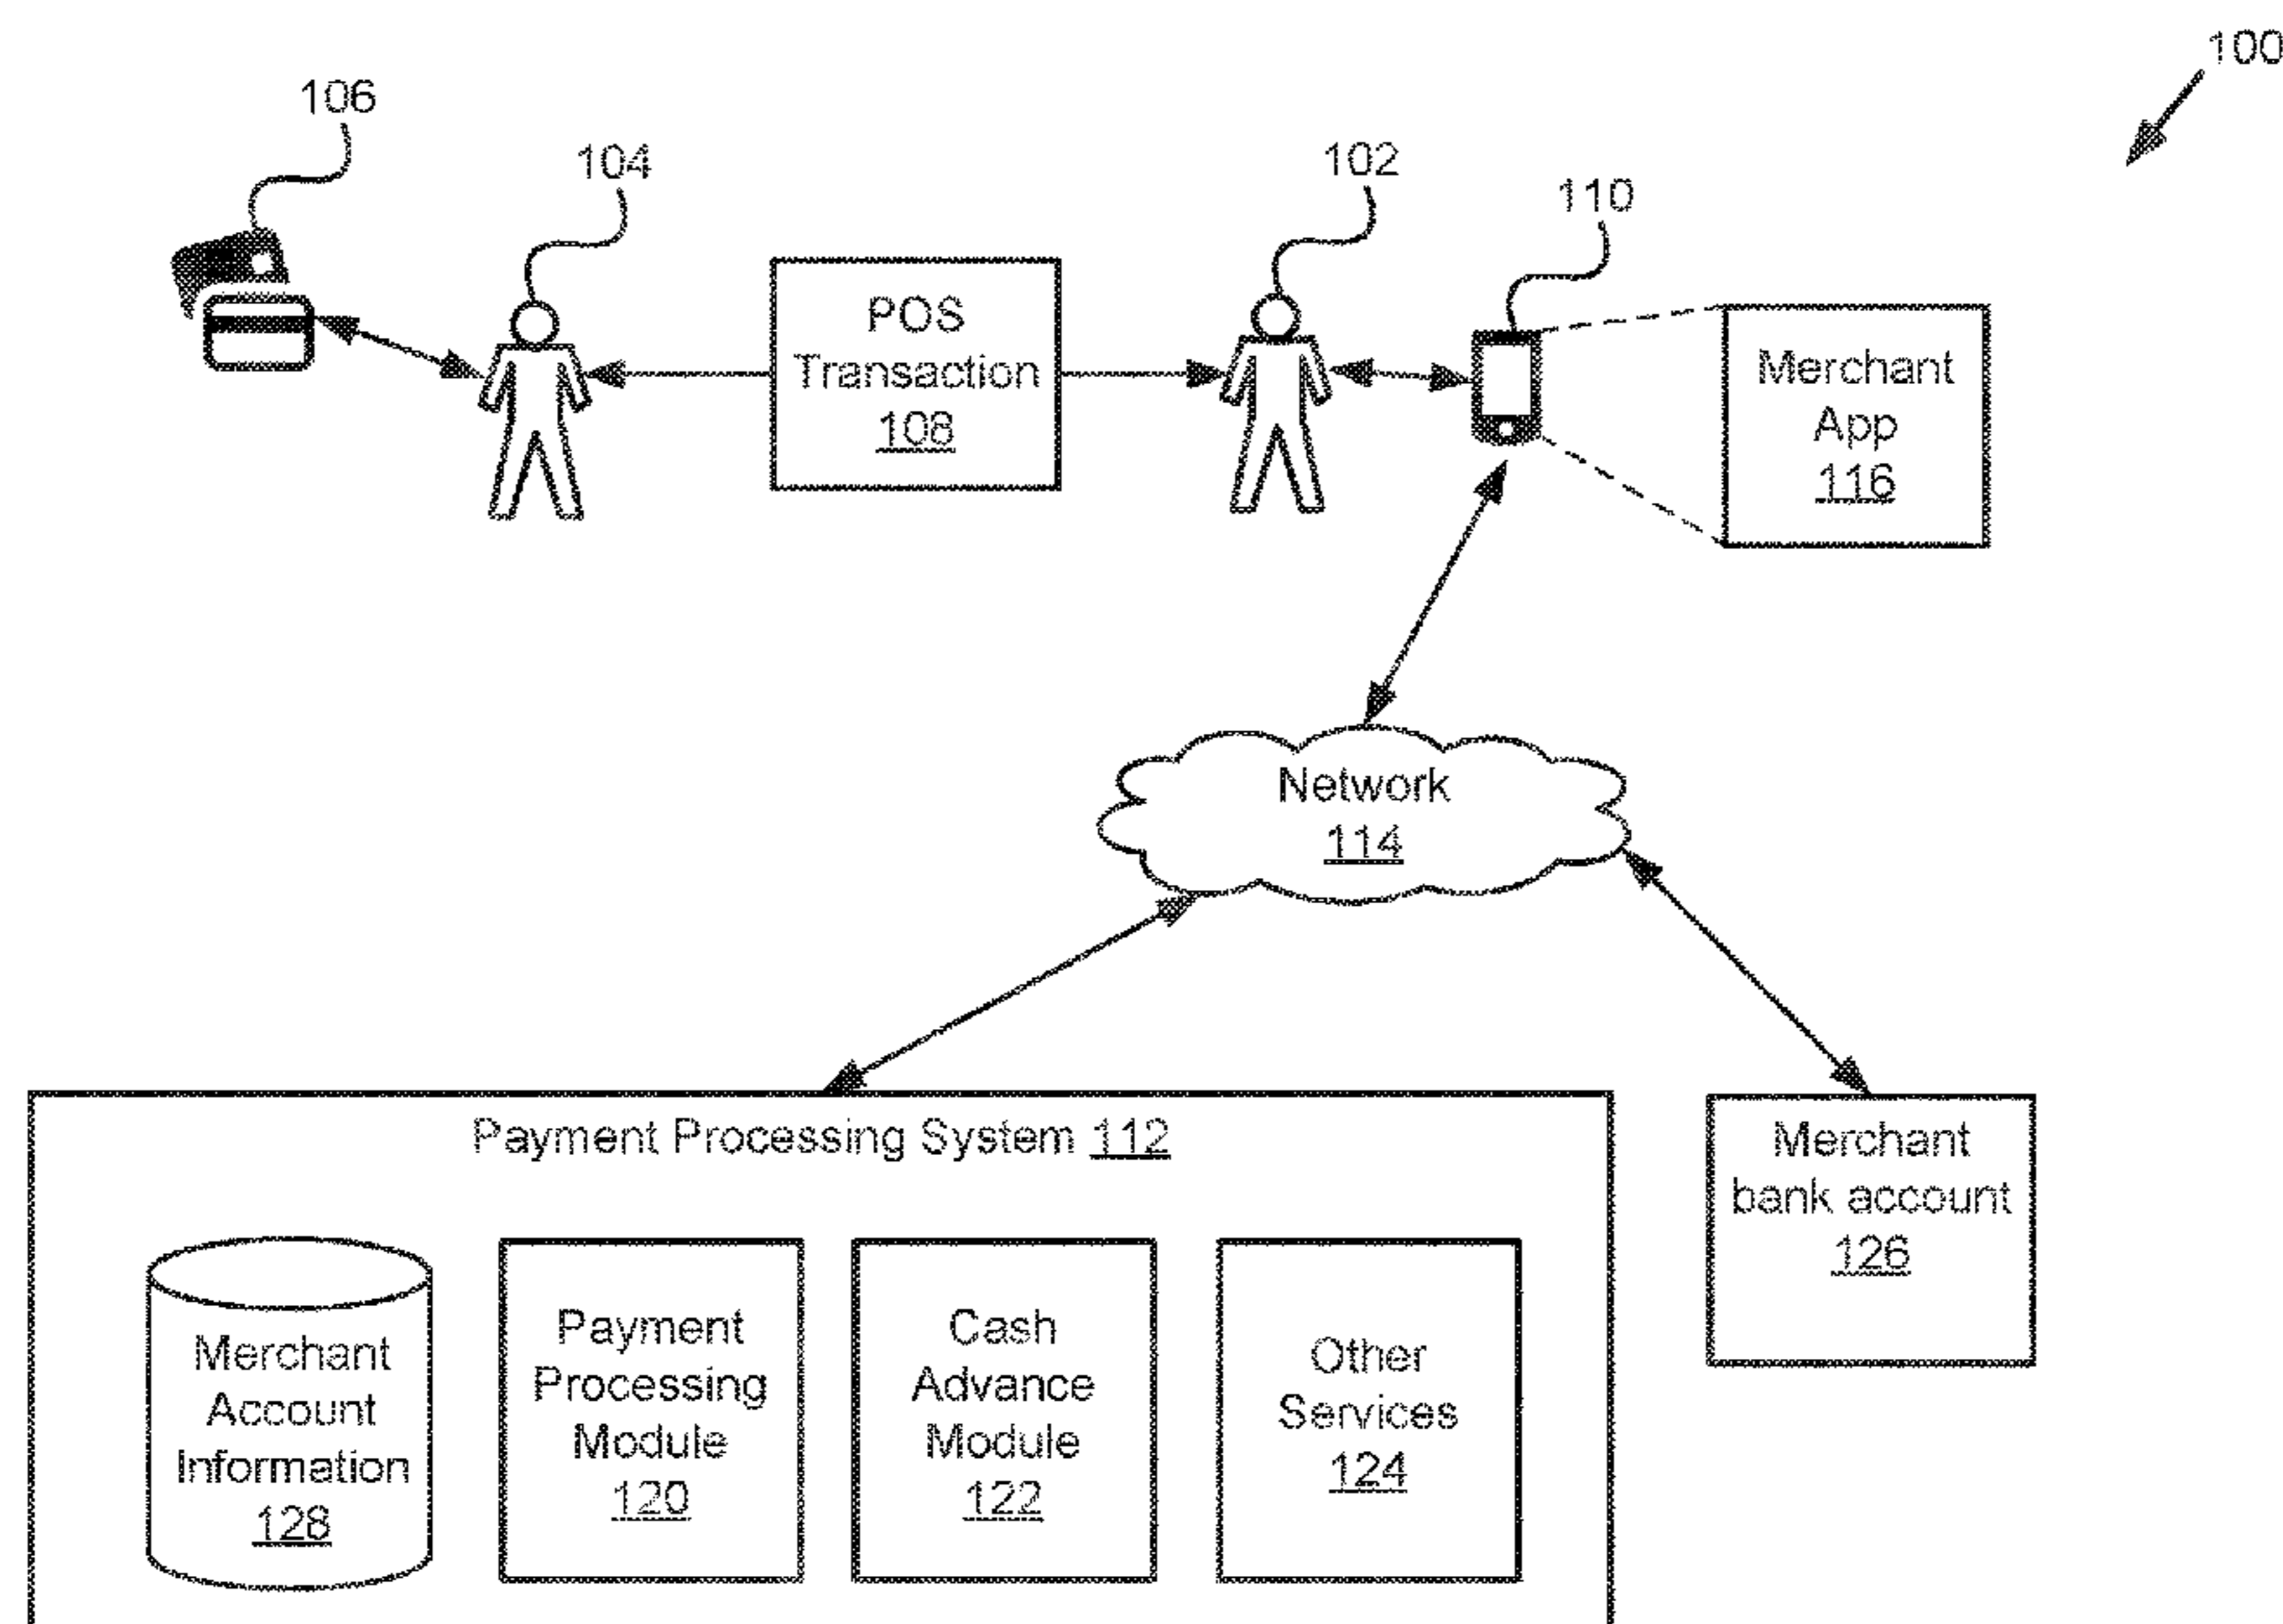 100
106
104
102
110
POS
Transaction
108
Merchant
App
116
Network
114
Payment Processing System 112
Merchant
bank account
126
Merchant
Account
Information
128
Payment
Processing
Module
120
Cash
Advance
Module
122
Other
Services
124